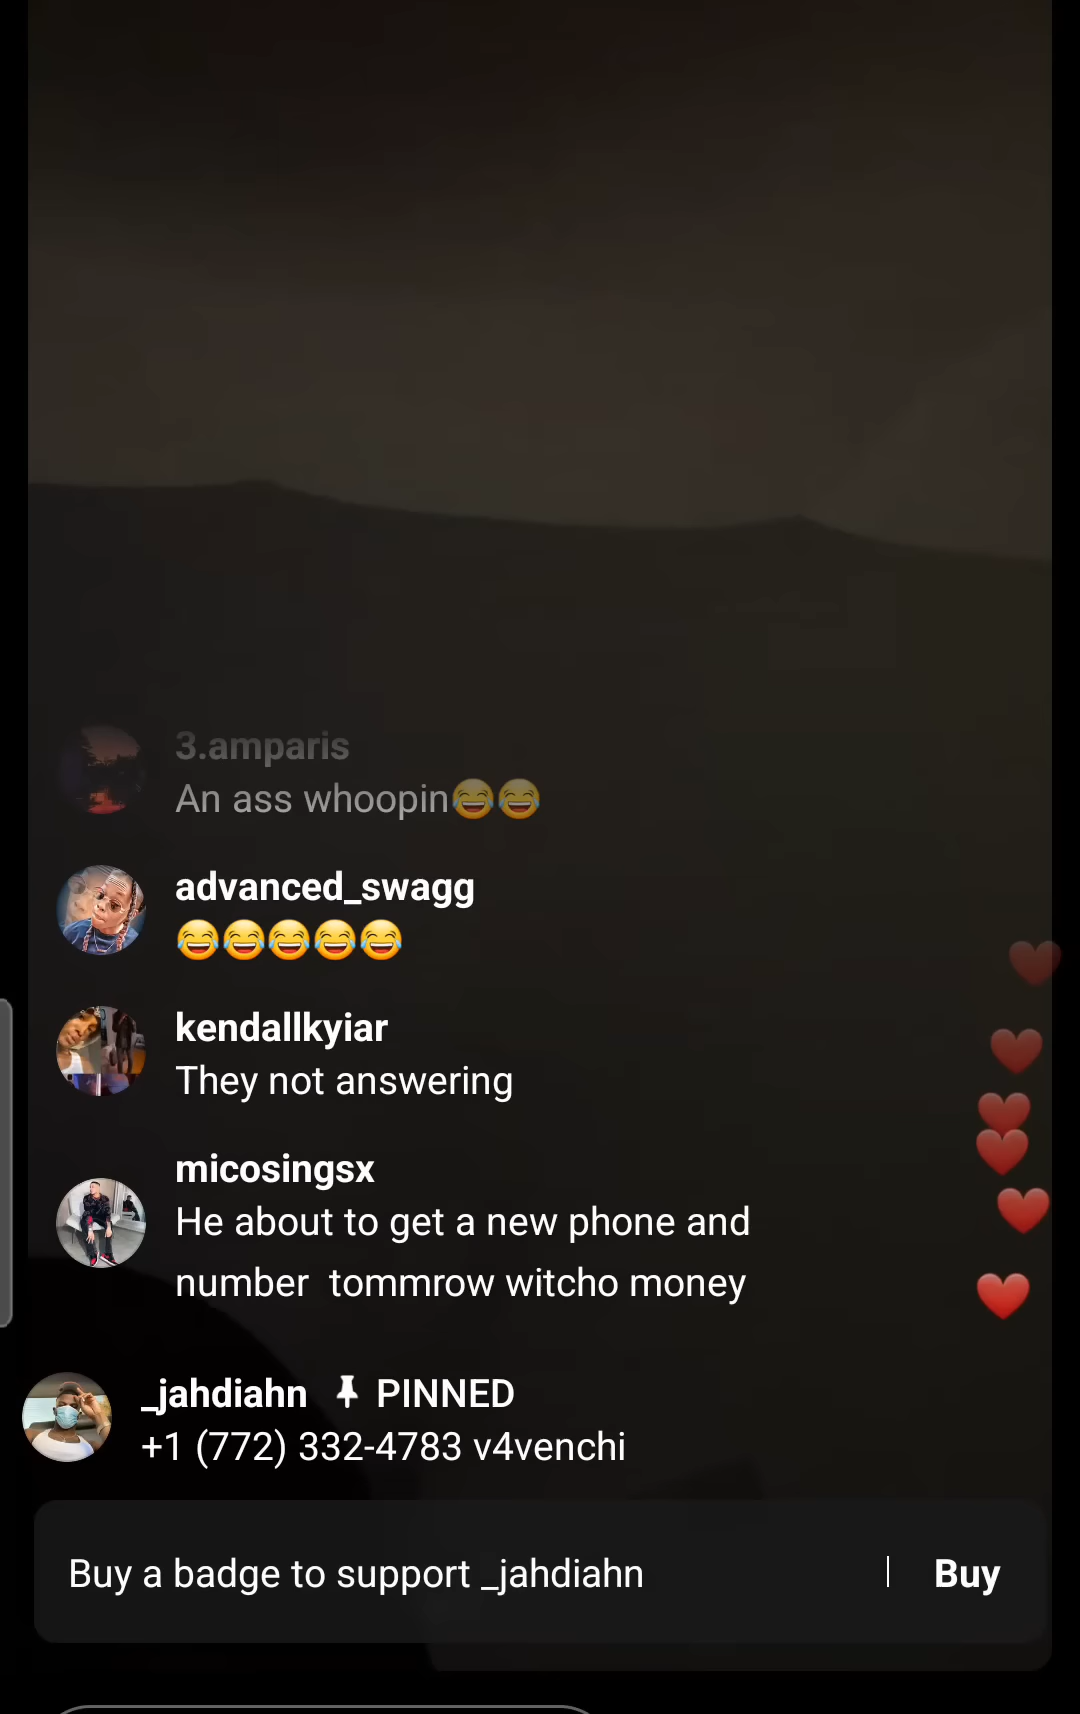 3.amparis
An ass whoopin😂😂
advanced_swagg
😂😂😂😂😂
kendallkyiar
They not answering
micosingsx
He about to get a new phone and
number  tommrow witcho money
_jahdiahn 📌 PINNED
+1 (772) 332-4783 v4venchi
Buy a badge to support _jahdiahn | Buy